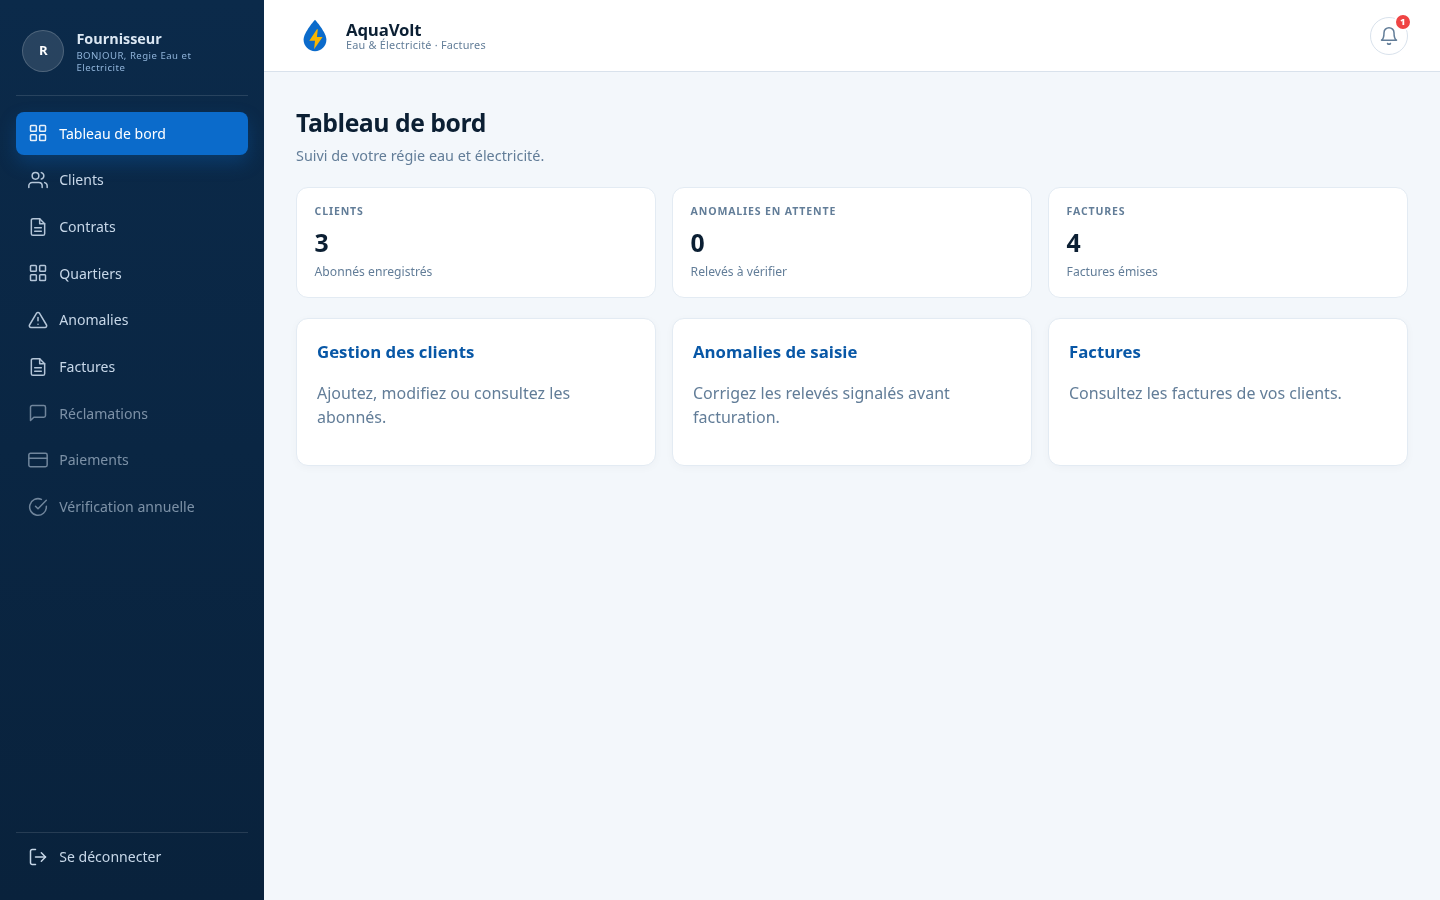 R
Fournisseur
BONJOUR, Regie Eau et
Electricite
Tableau de bord
Clients
Contrats
Quartiers
Anomalies
Factures
Réclamations
Paiements
Vérification annuelle
Se déconnecter
AquaVolt
Eau & Électricité · Factures
1
Tableau de bord
Suivi de votre régie eau et électricité.
CLIENTS
3
Abonnés enregistrés
ANOMALIES EN ATTENTE
0
Relevés à vérifier
FACTURES
4
Factures émises
Gestion des clients
Ajoutez, modifiez ou consultez les
abonnés.
Anomalies de saisie
Corrigez les relevés signalés avant
facturation.
Factures
Consultez les factures de vos clients.